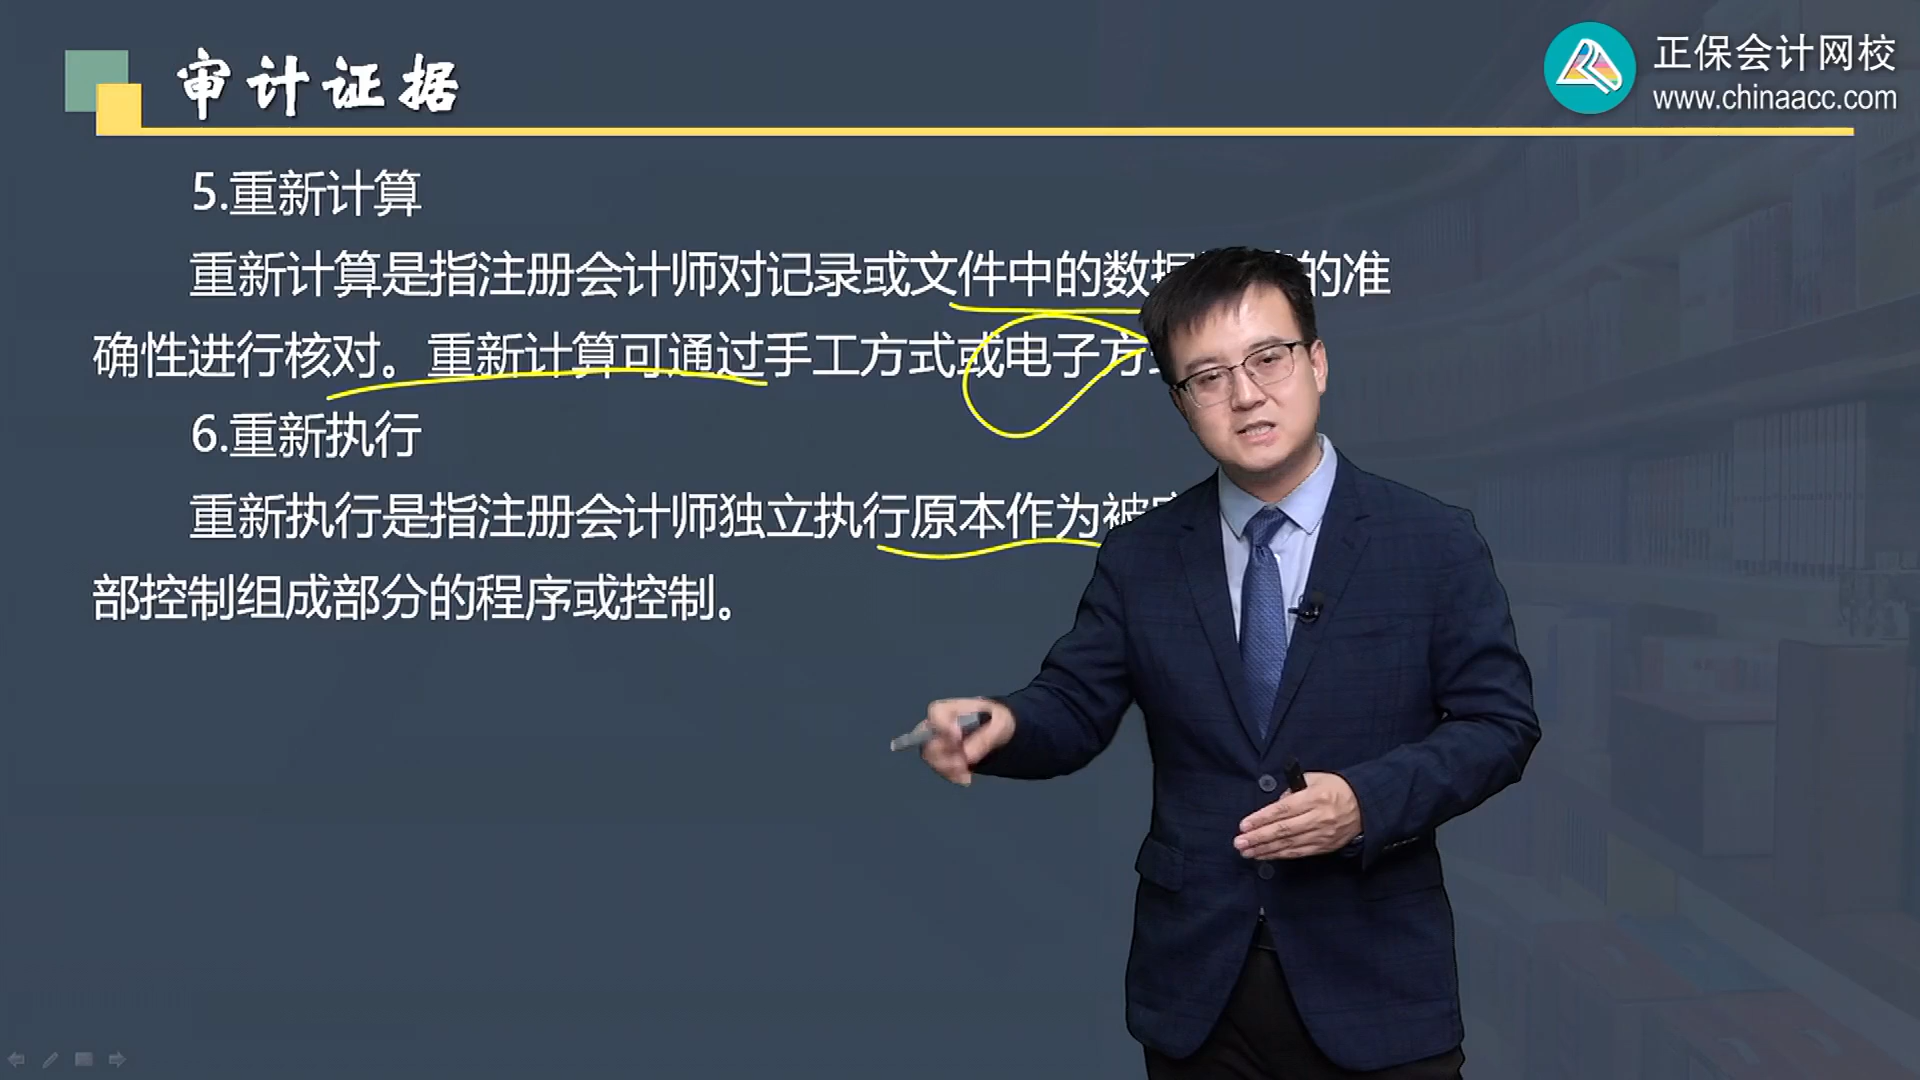 审计证据
正保会计网校
www.chinaacc.com
5.重新计算
重新计算是指注册会计师对记录或文件中的数据 的准
确性进行核对。重新计算可通过手工方式或电子方
6.重新执行
重新执行是指注册会计师独立执行原本作为被
部控制组成部分的程序或控制。